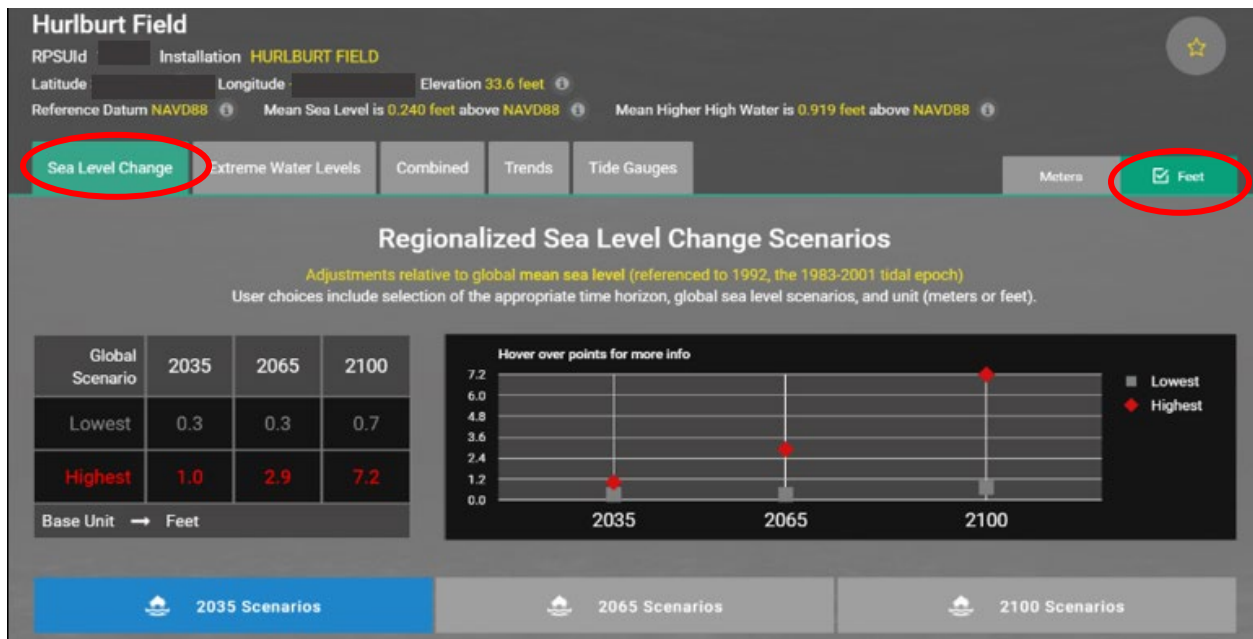 Hurlburt Field
RPSUId Installation HURLBURT FIELD
Latitude Longitude Elevation 33.6 feet
Reference Datum NAVD88 Mean Sea Level is 0.240 feet above NAVD88 Mean Higher High Water is 0.919 feet above NAVD88
Sea Level Change Extreme Water Levels Combined Trends Tide Gauges Meters Feet
Regionalized Sea Level Change Scenarios
Adjustments relative to global mean sea level (referenced to 1992, the 1983-2001 tidal epoch)
User choices include selection of the appropriate time horizon, global sea level scenarios, and unit (meters or feet).
Global Scenario 2035 2065 2100
Lowest 0.3 0.3 0.7
Highest 1.0 2.9 7.2
Base Unit → Feet
Hover over points for more info
7.2
6.0
4.8
3.6
2.4
1.2
0.0
2035 2065 2100
Lowest
Highest
2035 Scenarios 2065 Scenarios 2100 Scenarios